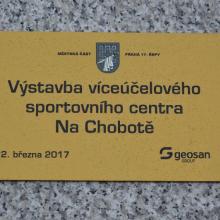 MĚSTSKÁ ČÁST PRAHA 17- ŘEPY
Výstavba víceúčelového
sportovního centra
Na Chobotě
2. března 2017
geosan
GROUP